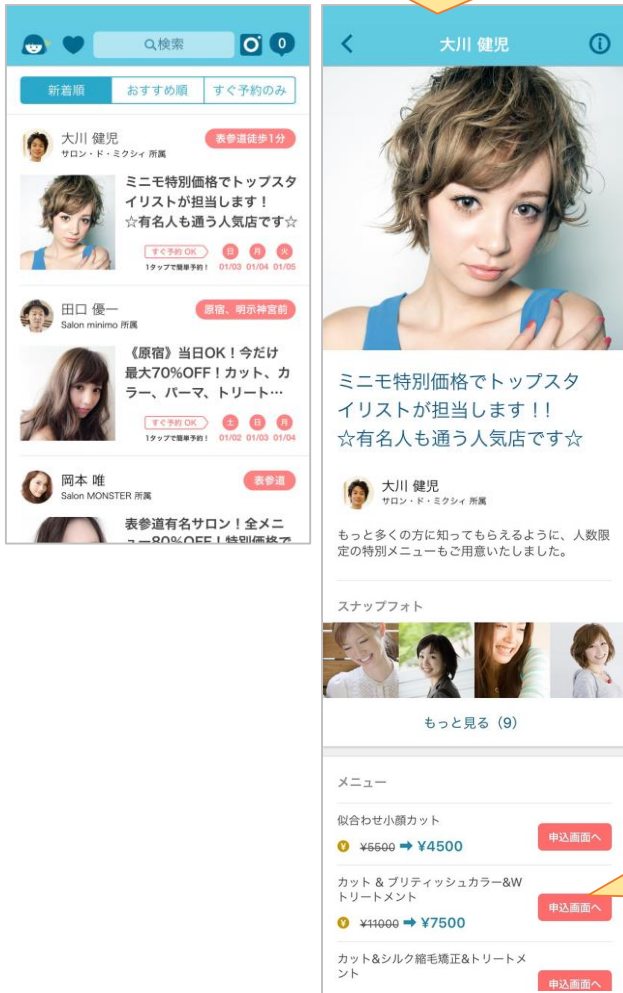 検索
0
新着順
おすすめ順
すぐ予約のみ
大川 健児
サロン・ド・ミクシィ 所属
表参道徒歩1分
ミニモ特別価格でトップスタ
イリストが担当します！
☆有名人も通う人気店です☆
すぐ予約 OK
日 月 火
1タップで簡単予約！
01/03 01/04 01/05
田口 優一
Salon minimo 所属
原宿、明示神宮前
《原宿》当日OK！今だけ
最大70%OFF！カット、カ
ラー、パーマ、トリート…
すぐ予約 OK
土 日 月
1タップで簡単予約！
01/02 01/03 01/04
岡本 唯
Salon MONSTER 所属
表参道
表参道有名サロン！全メニ
ュー80%OFF！特別価格で
大川 健児
ミニモ特別価格でトップスタ
イリストが担当します！！
☆有名人も通う人気店です☆
大川 健児
サロン・ド・ミクシィ 所属
もっと多くの方に知ってもらえるように、人数限
定の特別メニューもご用意いたしました。
スナップフォト
もっと見る（9）
メニュー
似合わせ小顔カット
¥5500 ➡ ¥4500
申込画面へ
カット & ブリティッシュカラー&W
トリートメント
¥11000 ➡ ¥7500
申込画面へ
カット&シルク縮毛矯正&トリートメ
ント
申込画面へ